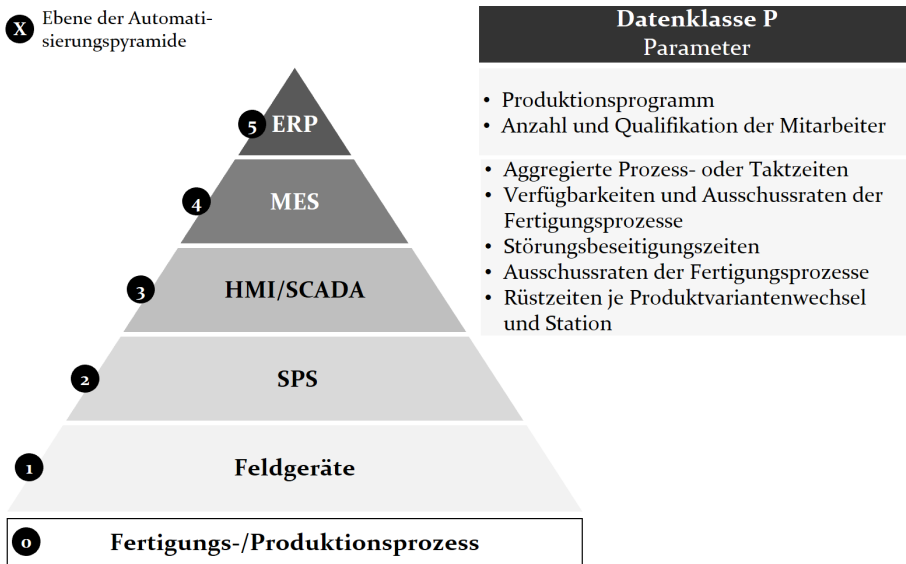 X Ebene der Automati-
sierungspyramide
Datenklasse P
Parameter
5 ERP
• Produktionsprogramm
• Anzahl und Qualifikation der Mitarbeiter
4 MES
3 HMI/SCADA
• Aggregierte Prozess- oder Taktzeiten
• Verfügbarkeiten und Ausschussraten der
Fertigungsprozesse
• Störungsbeseitigungszeiten
• Ausschussraten der Fertigungsprozesse
• Rüstzeiten je Produktvariantenwechsel
und Station
2 SPS
1 Feldgeräte
0 Fertigungs-/Produktionsprozess